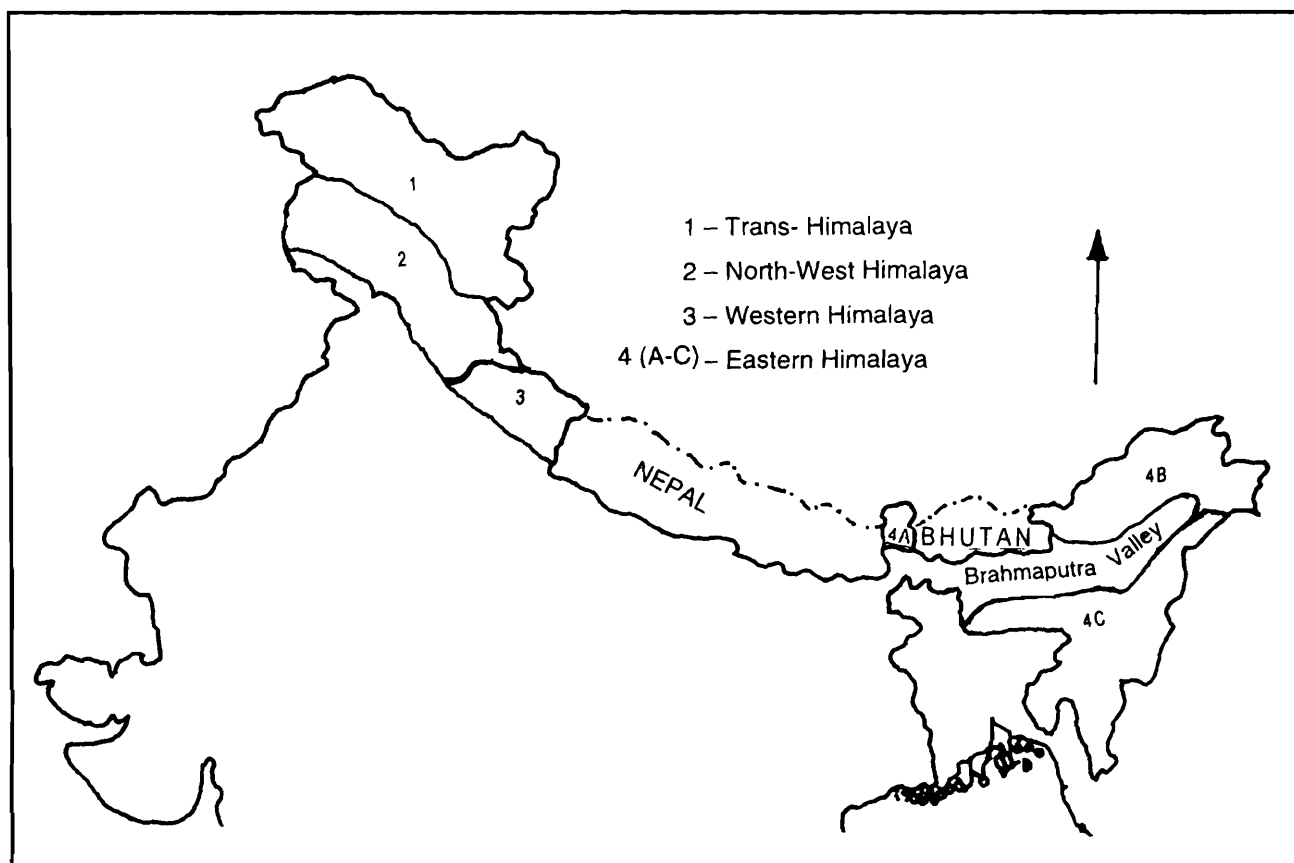 1
1 – Trans- Himalaya
2
2 – North-West Himalaya
3 – Western Himalaya
4 (A-C) – Eastern Himalaya
3
NEPAL
4B
4A
BHUTAN
Brahmaputra Valley
4C